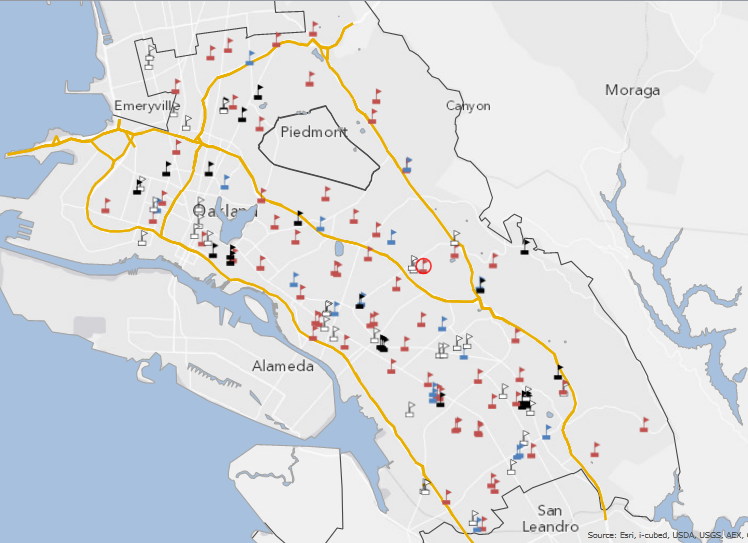 Moraga
Emeryville
Canyon
Piedmont
Oakland
Alameda
San
Leandro
Source: Esri, i-cubed, USDA, USGS, AEX,